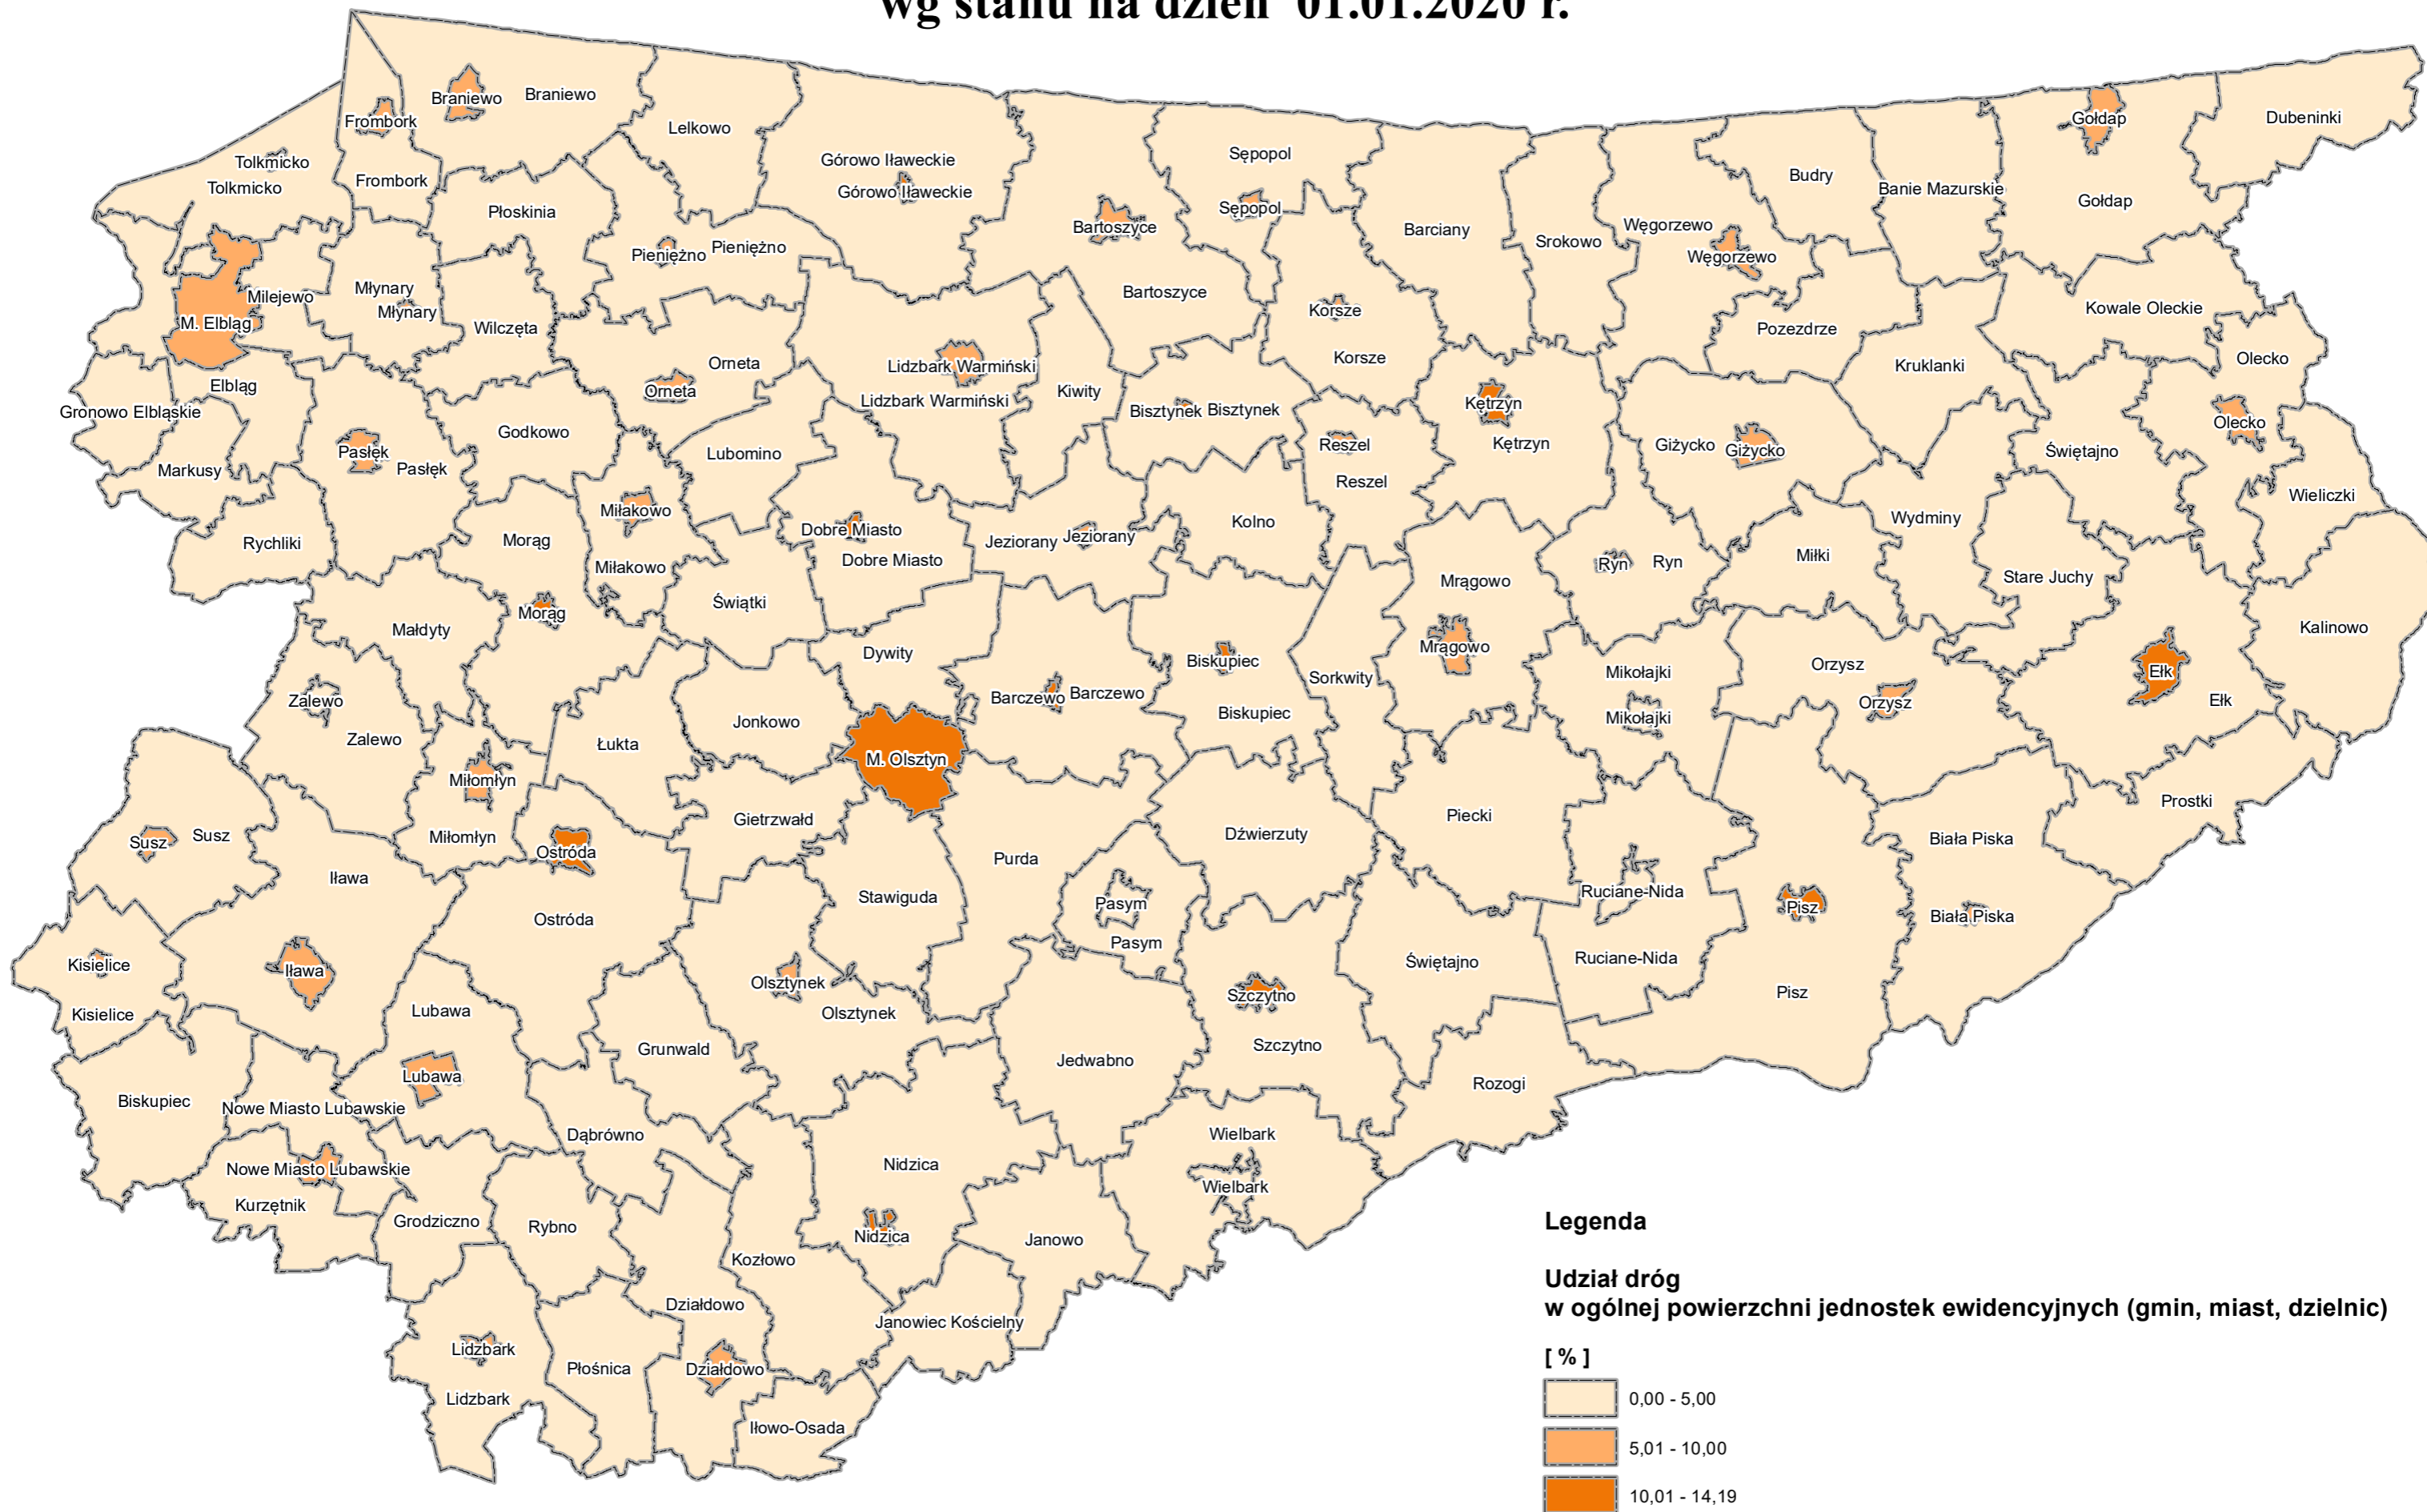 wg stanu na dzień 01.01.2020 r.
Braniewo
Braniewo
Frombork
Lelkowo
Gołdap
Dubeninki
Tolkmicko
Tolkmicko
Frombork
Górowo Iławeckie
Górowo Iławeckie
Sępopol
Sępopol
Budry
Banie Mazurskie
Gołdap
Płoskinia
Bartoszyce
Barciany
Srokowo
Węgorzewo
Węgorzewo
Pieniężno
Pieniężno
Milejewo
Młynary
Młynary
M. Elbląg
Wilczęta
Bartoszyce
Korsze
Korsze
Pozezdrze
Kowale Oleckie
Olecko
Kruklanki
Orneta
Orneta
Lidzbark Warmiński
Lidzbark Warmiński
Kiwity
Elbląg
Gronowo Elbląskie
Bisztynek
Bisztynek
Kętrzyn
Kętrzyn
Olecko
Godkowo
Pasłęk
Pasłęk
Lubomino
Reszel
Reszel
Giżycko
Giżycko
Świętajno
Markusy
Wieliczki
Miłakowo
Dobre Miasto
Dobre Miasto
Kolno
Wydminy
Rychliki
Morąg
Jeziorany
Jeziorany
Miłakowo
Ryn
Ryn
Miłki
Stare Juchy
Mrągowo
Świątki
Morąg
Małdyty
Kalinowo
Dywity
Mrągowo
Biskupiec
Sorkwity
Mikołajki
Orzysz
Ełk
Barczewo
Barczewo
Zalewo
Orzysz
Ełk
Biskupiec
Mikołajki
Jonkowo
Zalewo
Łukta
M. Olsztyn
Miłomłyn
Prostki
Gietrzwałd
Piecki
Susz
Susz
Miłomłyn
Ostróda
Dźwierzuty
Biała Piska
Purda
Iława
Stawiguda
Pasym
Ruciane-Nida
Pisz
Ostróda
Biała Piska
Pasym
Kisielice
Iława
Świętajno
Ruciane-Nida
Olsztynek
Szczytno
Pisz
Kisielice
Lubawa
Olsztynek
Grunwald
Szczytno
Jedwabno
Lubawa
Rozogi
Biskupiec
Nowe Miasto Lubawskie
Dąbrówno
Wielbark
Nowe Miasto Lubawskie
Nidzica
Wielbark
Kurzętnik
Grodziczno
Rybno
Nidzica
Janowo
Kozłowo
Działdowo
Janowiec Kościelny
Lidzbark
Płośnica
Działdowo
Lidzbark
Iłowo-Osada
Legenda
Udział dróg
w ogólnej powierzchni jednostek ewidencyjnych (gmin, miast, dzielnic)
[ % ]
0,00 - 5,00
5,01 - 10,00
10,01 - 14,19